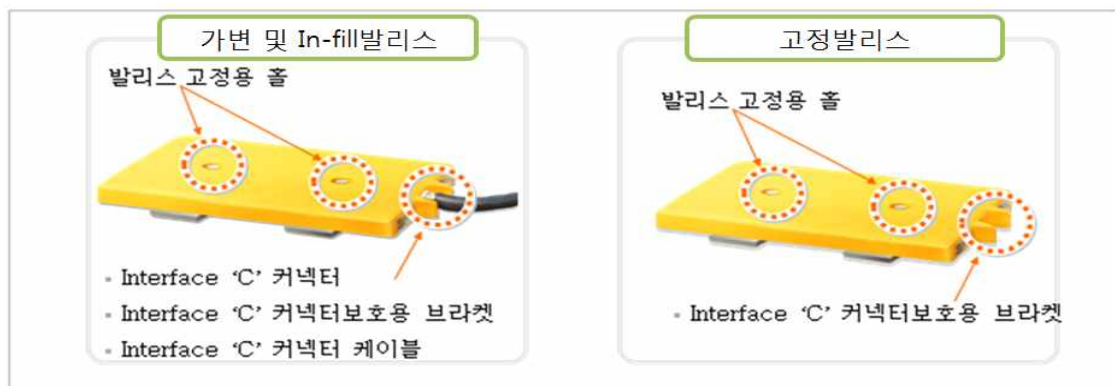 가변 및 In-fill발리스
발리스 고정용 홀
Interface ‘C’ 커넥터
Interface ‘C’ 커넥터보호용 브라켓
Interface ‘C’ 커넥터 케이블
고정발리스
발리스 고정용 홀
Interface ‘C’ 커넥터보호용 브라켓